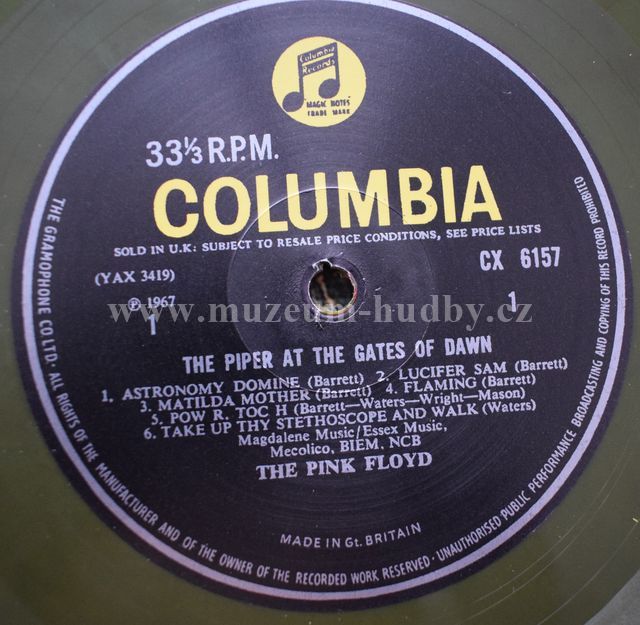 Columbia
Records
"MAGIC NOTES"
TRADE MARK
33⅓ R.P.M.
COLUMBIA
SOLD IN U.K: SUBJECT TO RESALE PRICE CONDITIONS, SEE PRICE LISTS
(YAX 3419)
CX 6157
℗ 1967
1
1
www.muzeum-hudby.cz
THE PIPER AT THE GATES OF DAWN
1. ASTRONOMY DOMINE (Barrett) 2. LUCIFER SAM (Barrett)
3. MATILDA MOTHER (Barrett) 4. FLAMING (Barrett)
5. POW R. TOC H (Barrett—Waters—Wright—Mason)
6. TAKE UP THY STETHOSCOPE AND WALK (Waters)
Magdalene Music/Essex Music,
Mecolico, BIEM, NCB
THE PINK FLOYD
MADE IN Gt. BRITAIN
THE GRAMOPHONE CO LTD· ALL RIGHTS OF THE MANUFACTURER AND OF THE OWNER OF THE RECORDED WORK RESERVED · UNAUTHORISED PUBLIC PERFORMANCE BROADCASTING AND COPYING OF THIS RECORD PROHIBITED